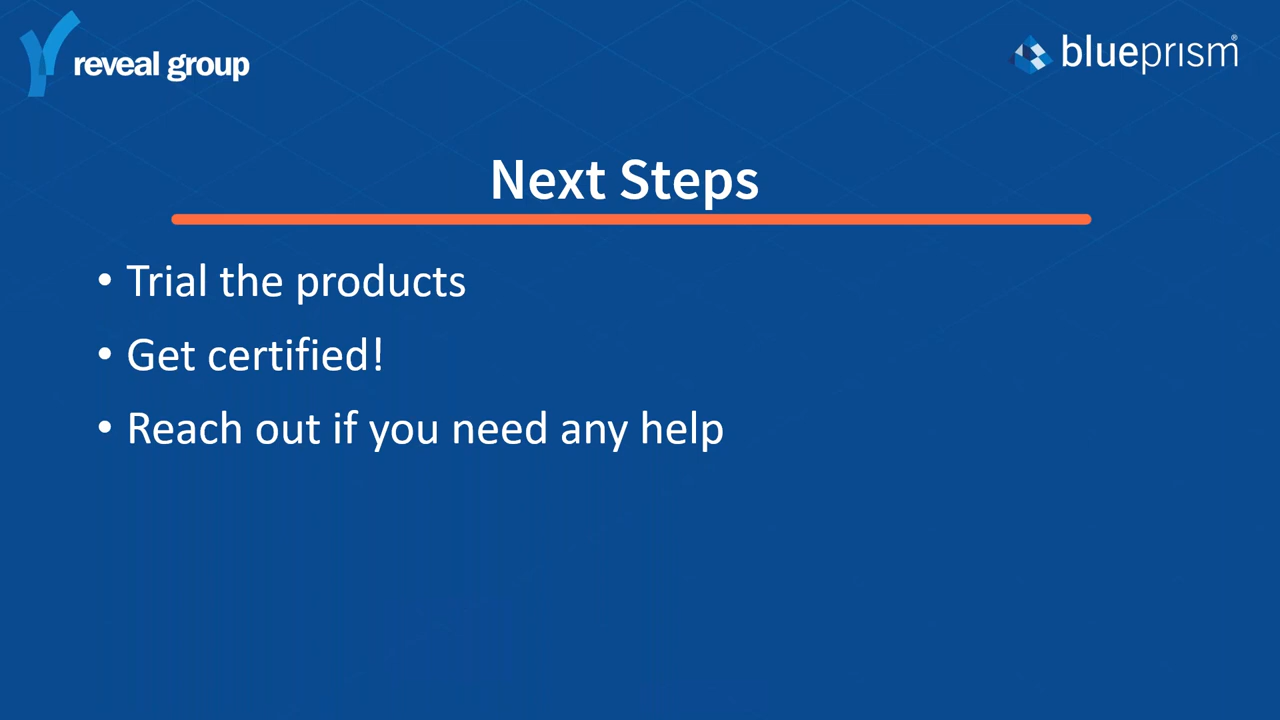 reveal group
blueprism®
Next Steps
• Trial the products
• Get certified!
• Reach out if you need any help